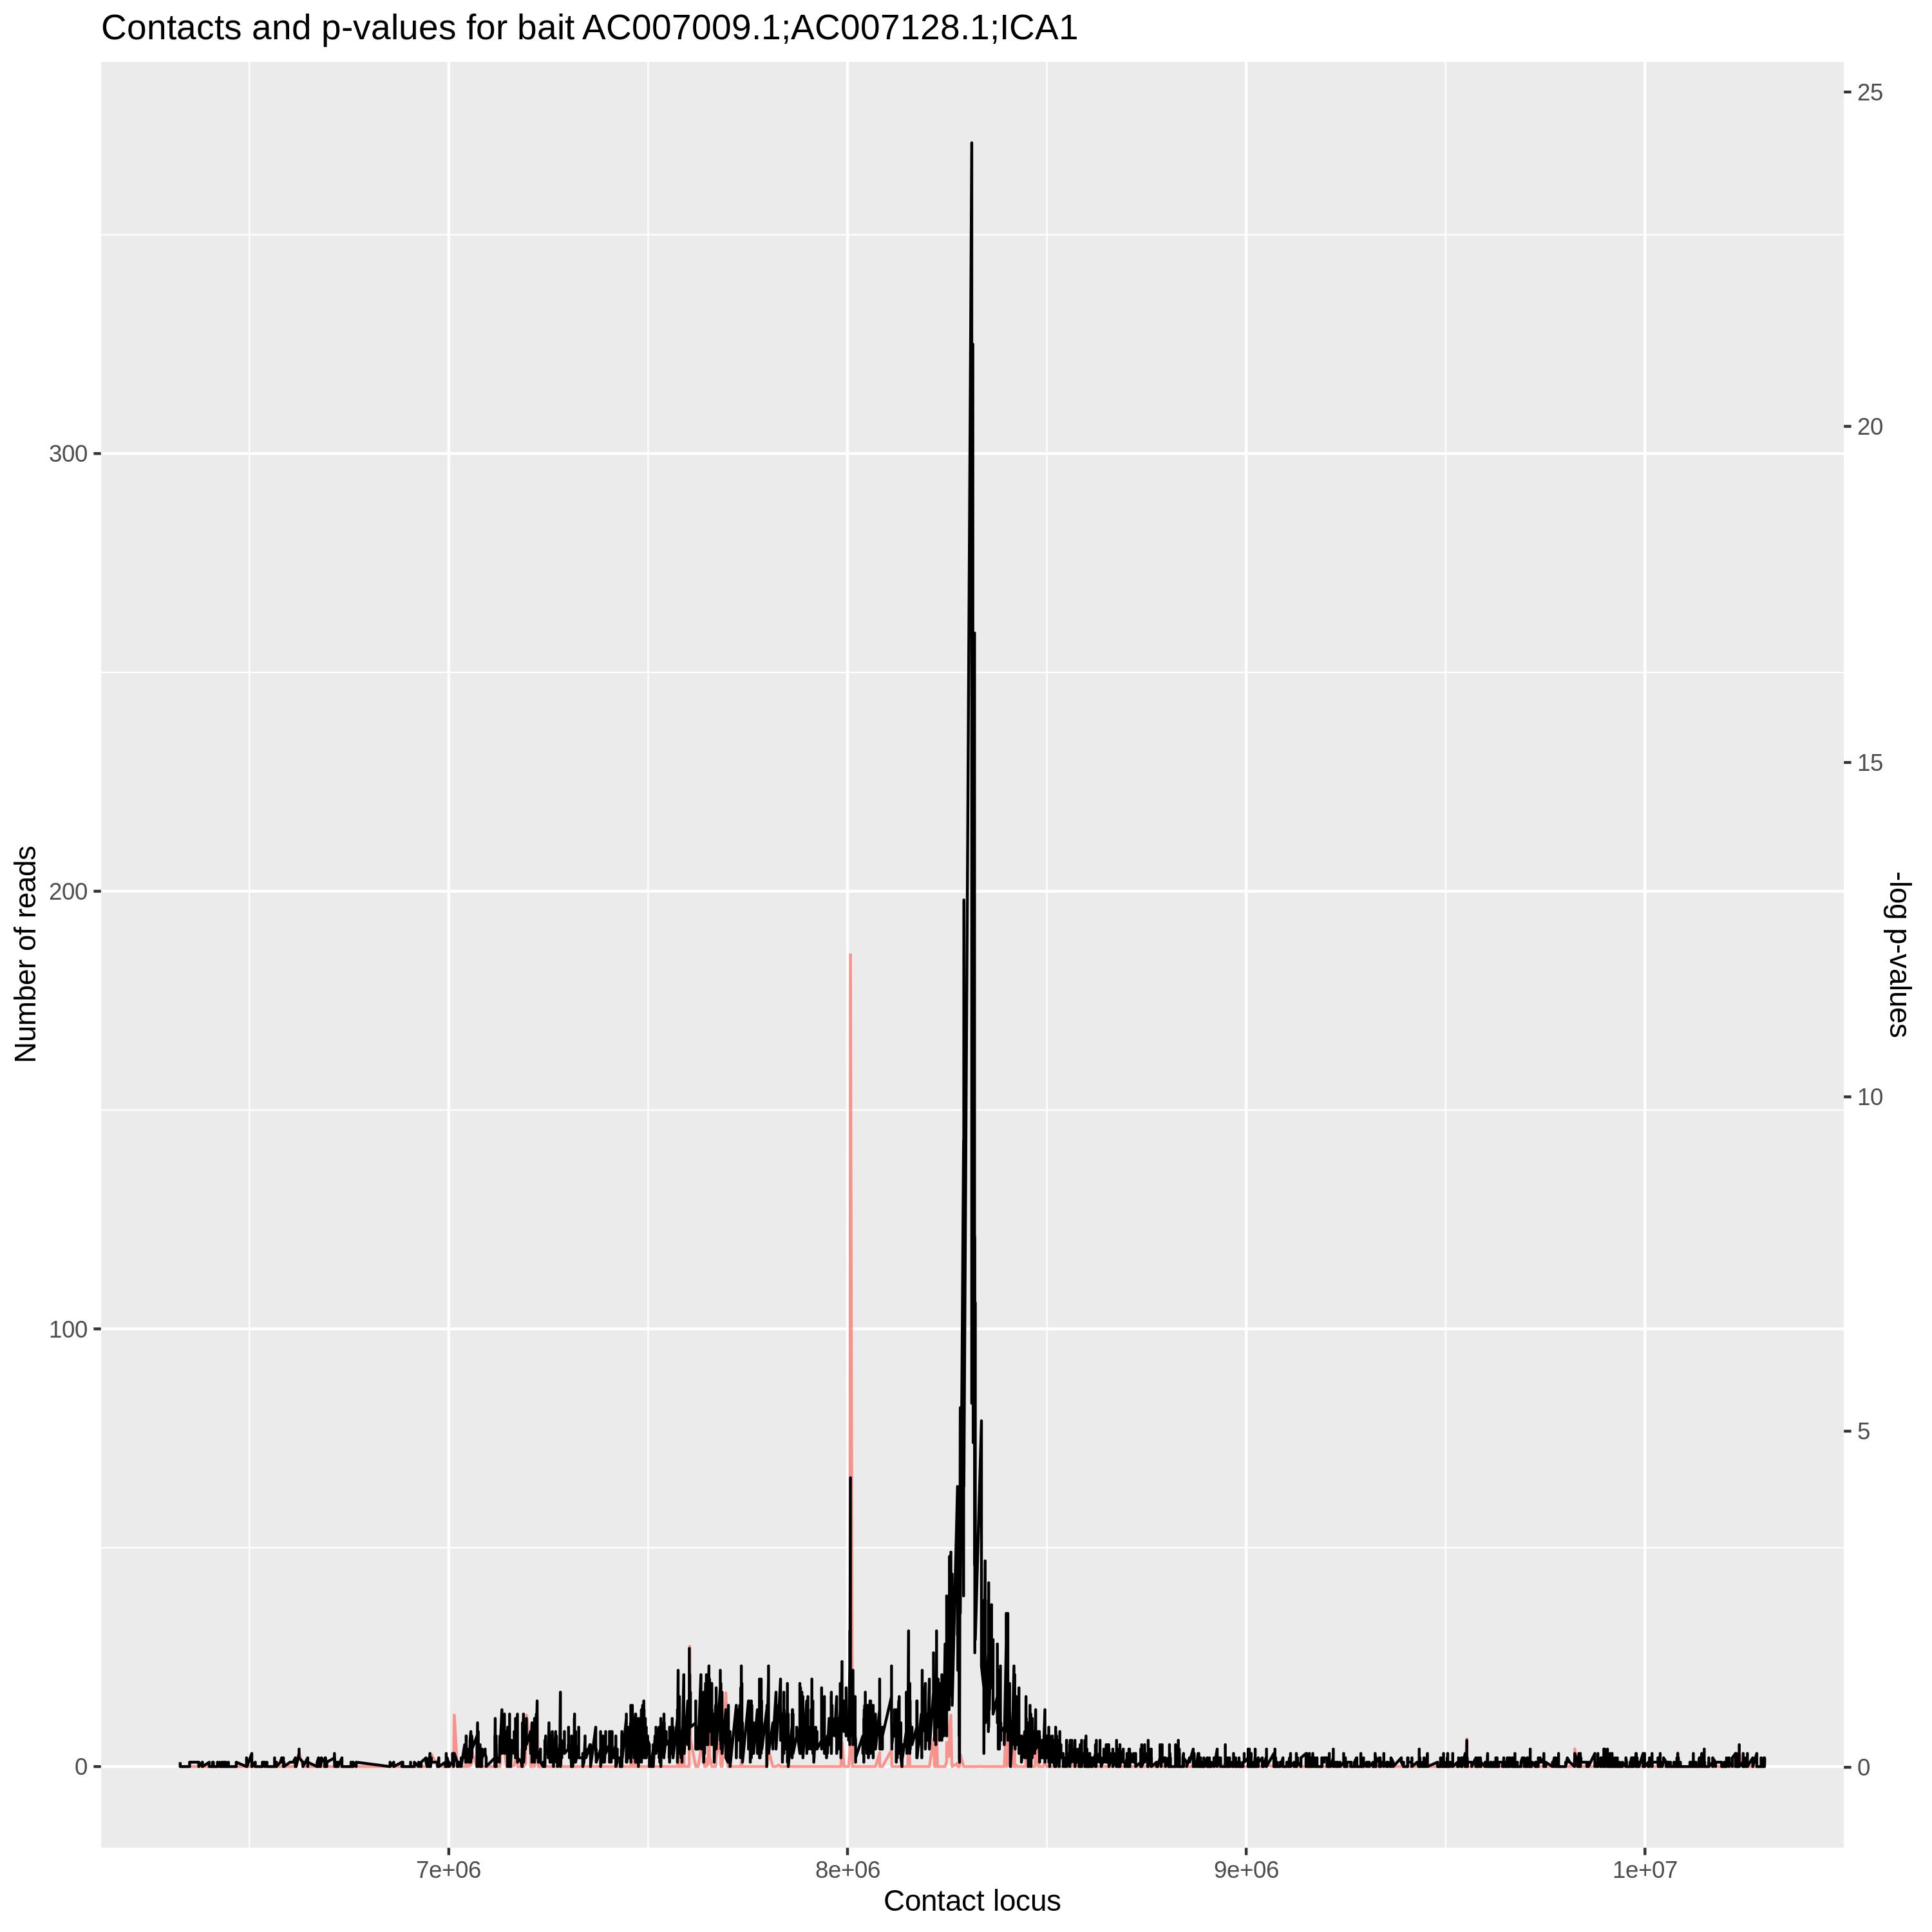 Contacts and p-values for bait AC007009.1;AC007128.1;ICA1
Number of reads
300
200
100
0
25
20
15
10
5
0
-log p-values
7e+06
8e+06
9e+06
1e+07
Contact locus